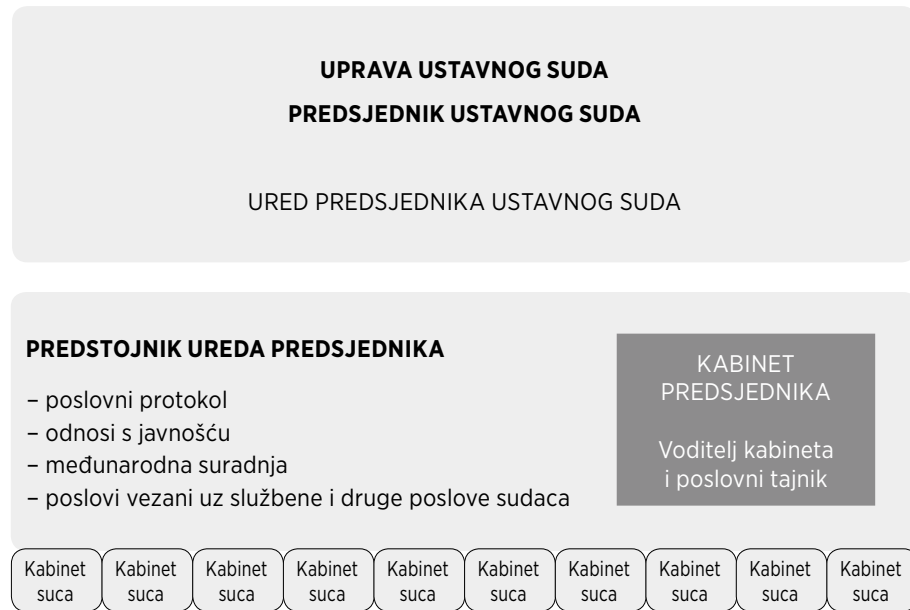 UPRAVA USTAVNOG SUDA
PREDSJEDNIK USTAVNOG SUDA
URED PREDSJEDNIKA USTAVNOG SUDA
PREDSTOJNIK UREDA PREDSJEDNIKA
– poslovni protokol
– odnosi s javnošću
– međunarodna suradnja
– poslovi vezani uz službene i druge poslove sudaca
KABINET
PREDSJEDNIKA
Voditelj kabineta
i poslovni tajnik
Kabinet
suca
Kabinet
suca
Kabinet
suca
Kabinet
suca
Kabinet
suca
Kabinet
suca
Kabinet
suca
Kabinet
suca
Kabinet
suca
Kabinet
suca